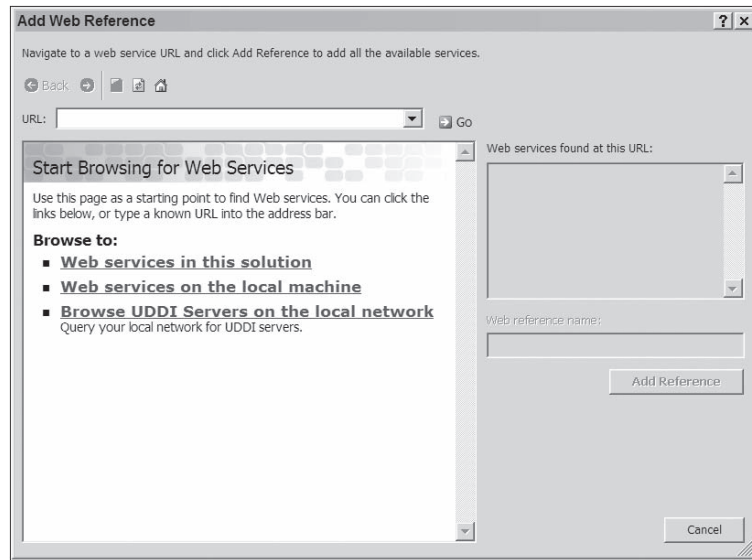 Add Web Reference
Navigate to a web service URL and click Add Reference to add all the available services.
Back
URL:
Go
Start Browsing for Web Services
Use this page as a starting point to find Web services. You can click the
links below, or type a known URL into the address bar.
Browse to:
Web services in this solution
Web services on the local machine
Browse UDDI Servers on the local network
Query your local network for UDDI servers.
Web services found at this URL:
Web reference name:
Add Reference
Cancel